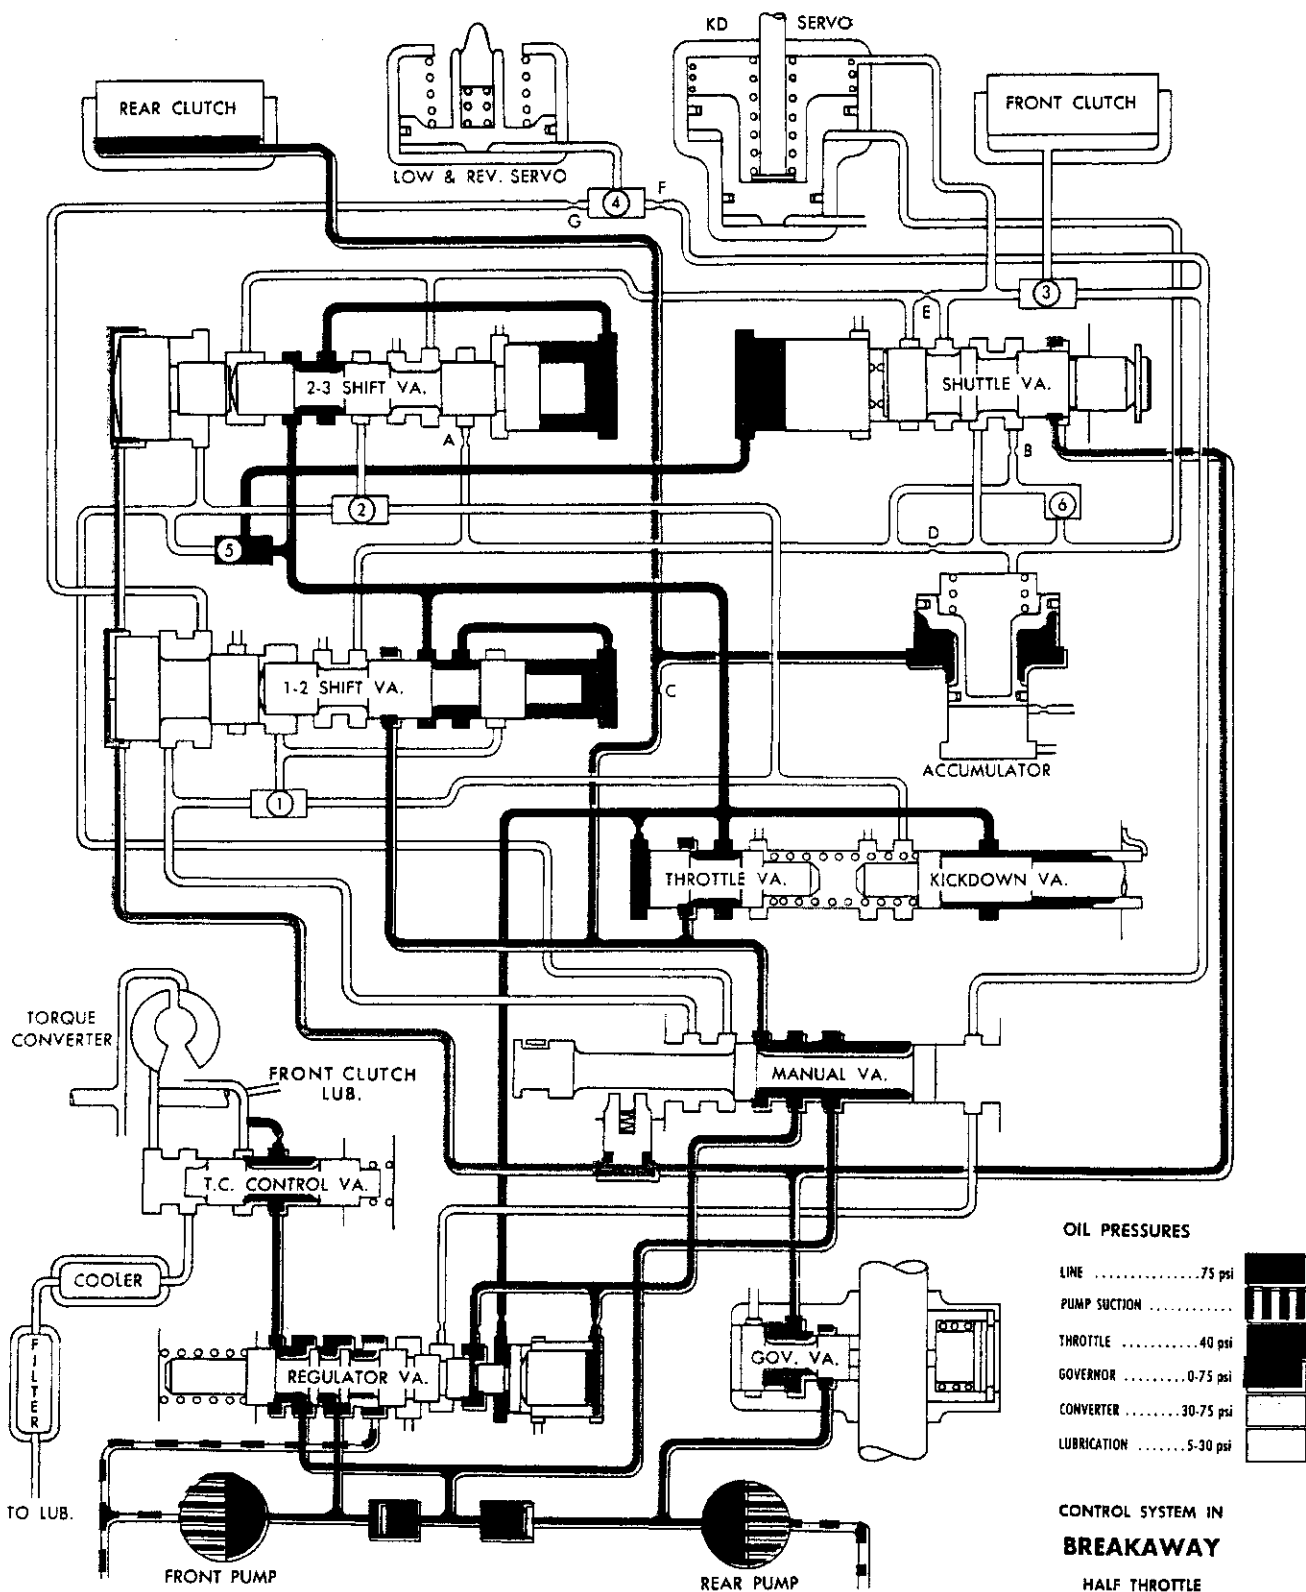 KD SERVO
REAR CLUTCH
FRONT CLUTCH
LOW & REV. SERVO
4
F
G
3
E
2-3 SHIFT VA.
SHUTTLE VA.
A
B
2
6
5
D
1-2 SHIFT VA.
C
ACCUMULATOR
1
THROTTLE VA.
KICKDOWN VA.
TORQUE
CONVERTER
FRONT CLUTCH
LUB.
MANUAL VA.
T.C. CONTROL VA.
COOLER
FILTER
REGULATOR VA.
GOV. VA.
TO LUB.
FRONT PUMP
REAR PUMP
OIL PRESSURES
LINE ...............75 psi
PUMP SUCTION ............
THROTTLE ...............40 psi
GOVERNOR ........0-75 psi
CONVERTER ........30-75 psi
LUBRICATION .......5-30 psi
CONTROL SYSTEM IN
BREAKAWAY
HALF THROTTLE